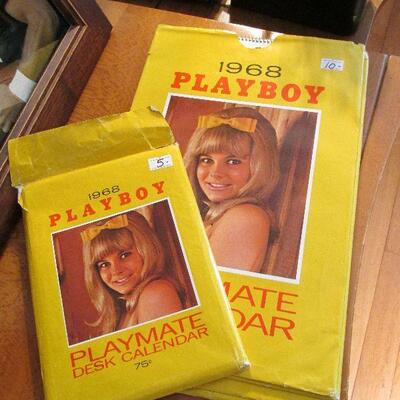 1968
PLAYBOY
10-
MATE
DAR
5-
1968
PLAYBOY
PLAYMATE
DESK CALENDAR
75¢